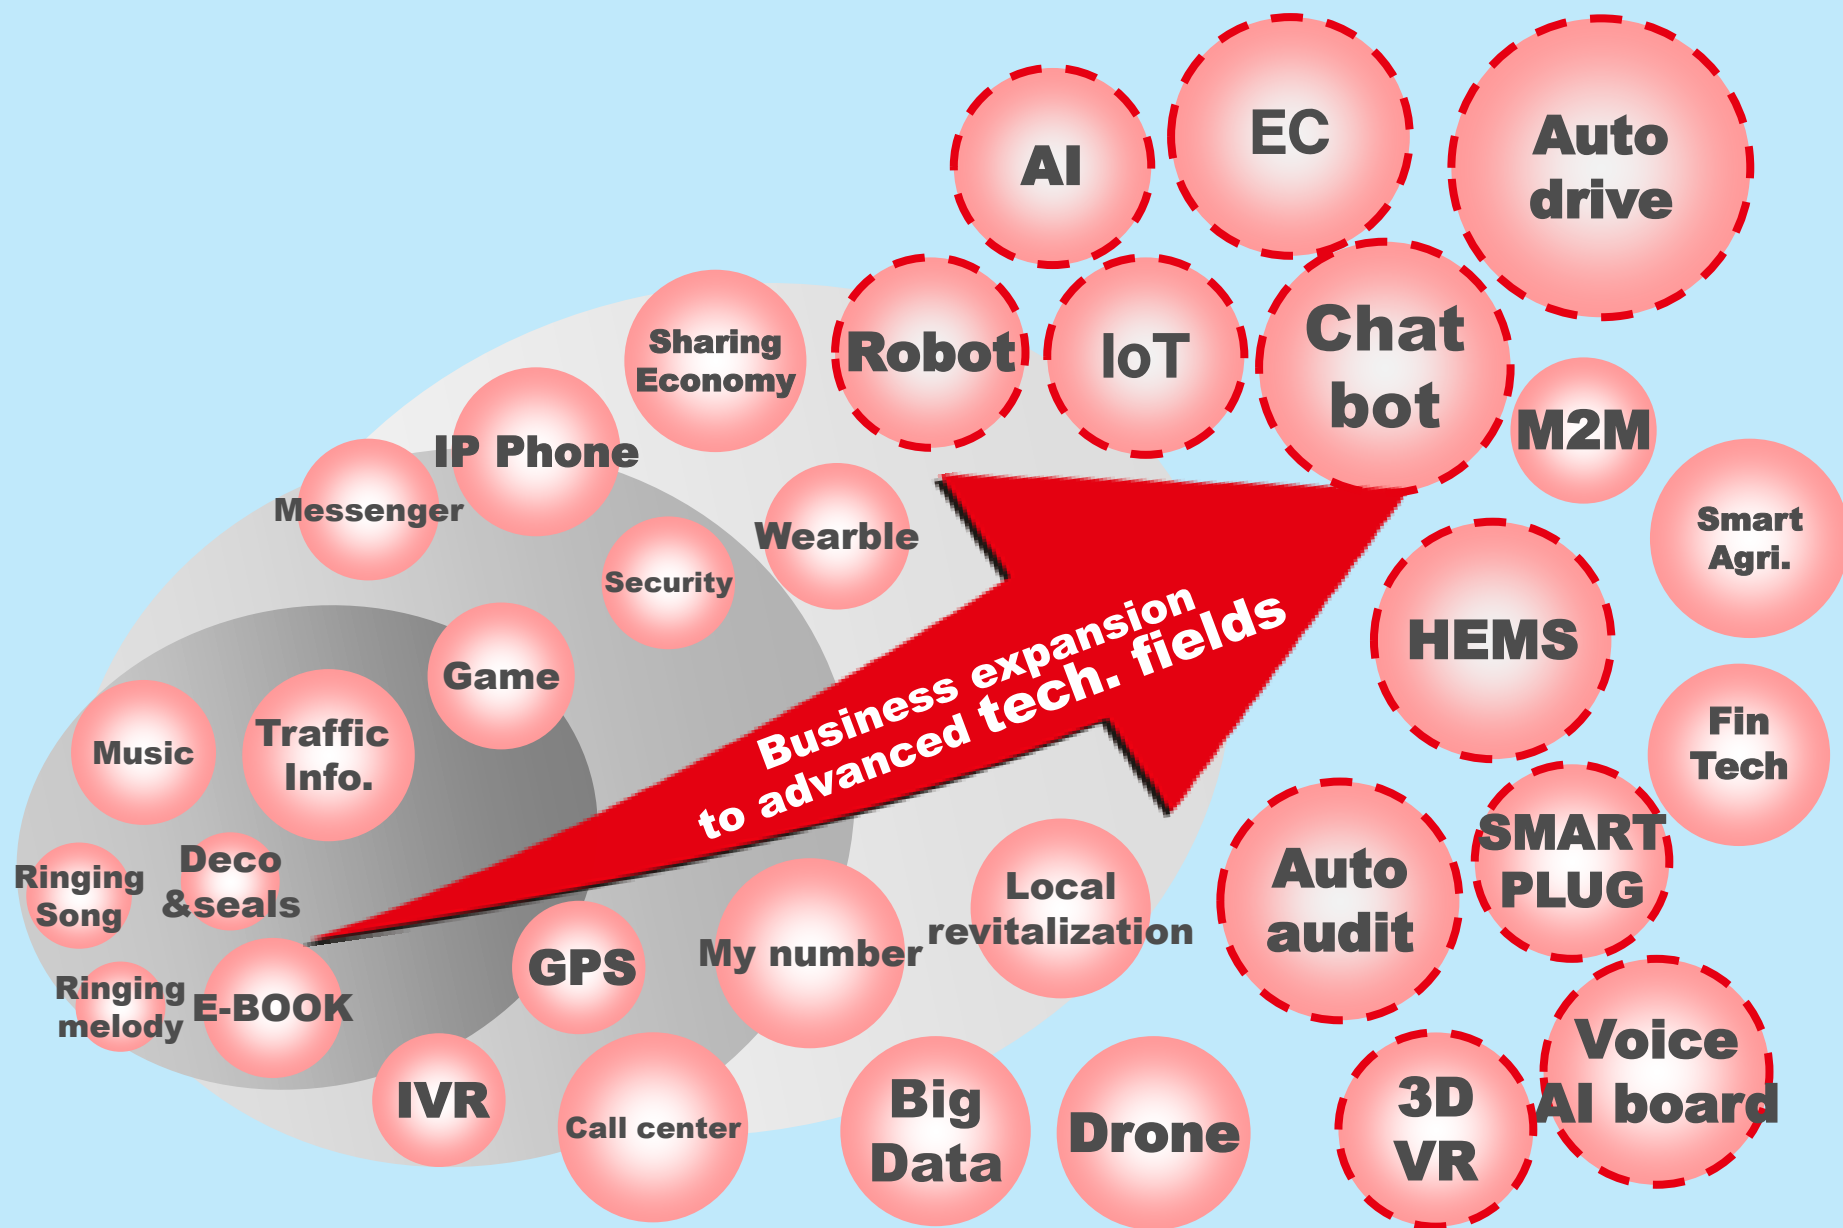 AI
EC
Auto
drive
Sharing
Economy
Robot
IoT
Chat
bot
IP Phone
M2M
Messenger
Wearble
Smart
Agri.
Security
Game
HEMS
Business expansion
to advanced tech. fields
Music
Traffic
Info.
Fin
Tech
Ringing
Song
Deco
&seals
Local
revitalization
Auto
audit
SMART
PLUG
Ringing
melody
E-BOOK
GPS
My number
IVR
Call center
Big
Data
Drone
3D
VR
Voice
AI board